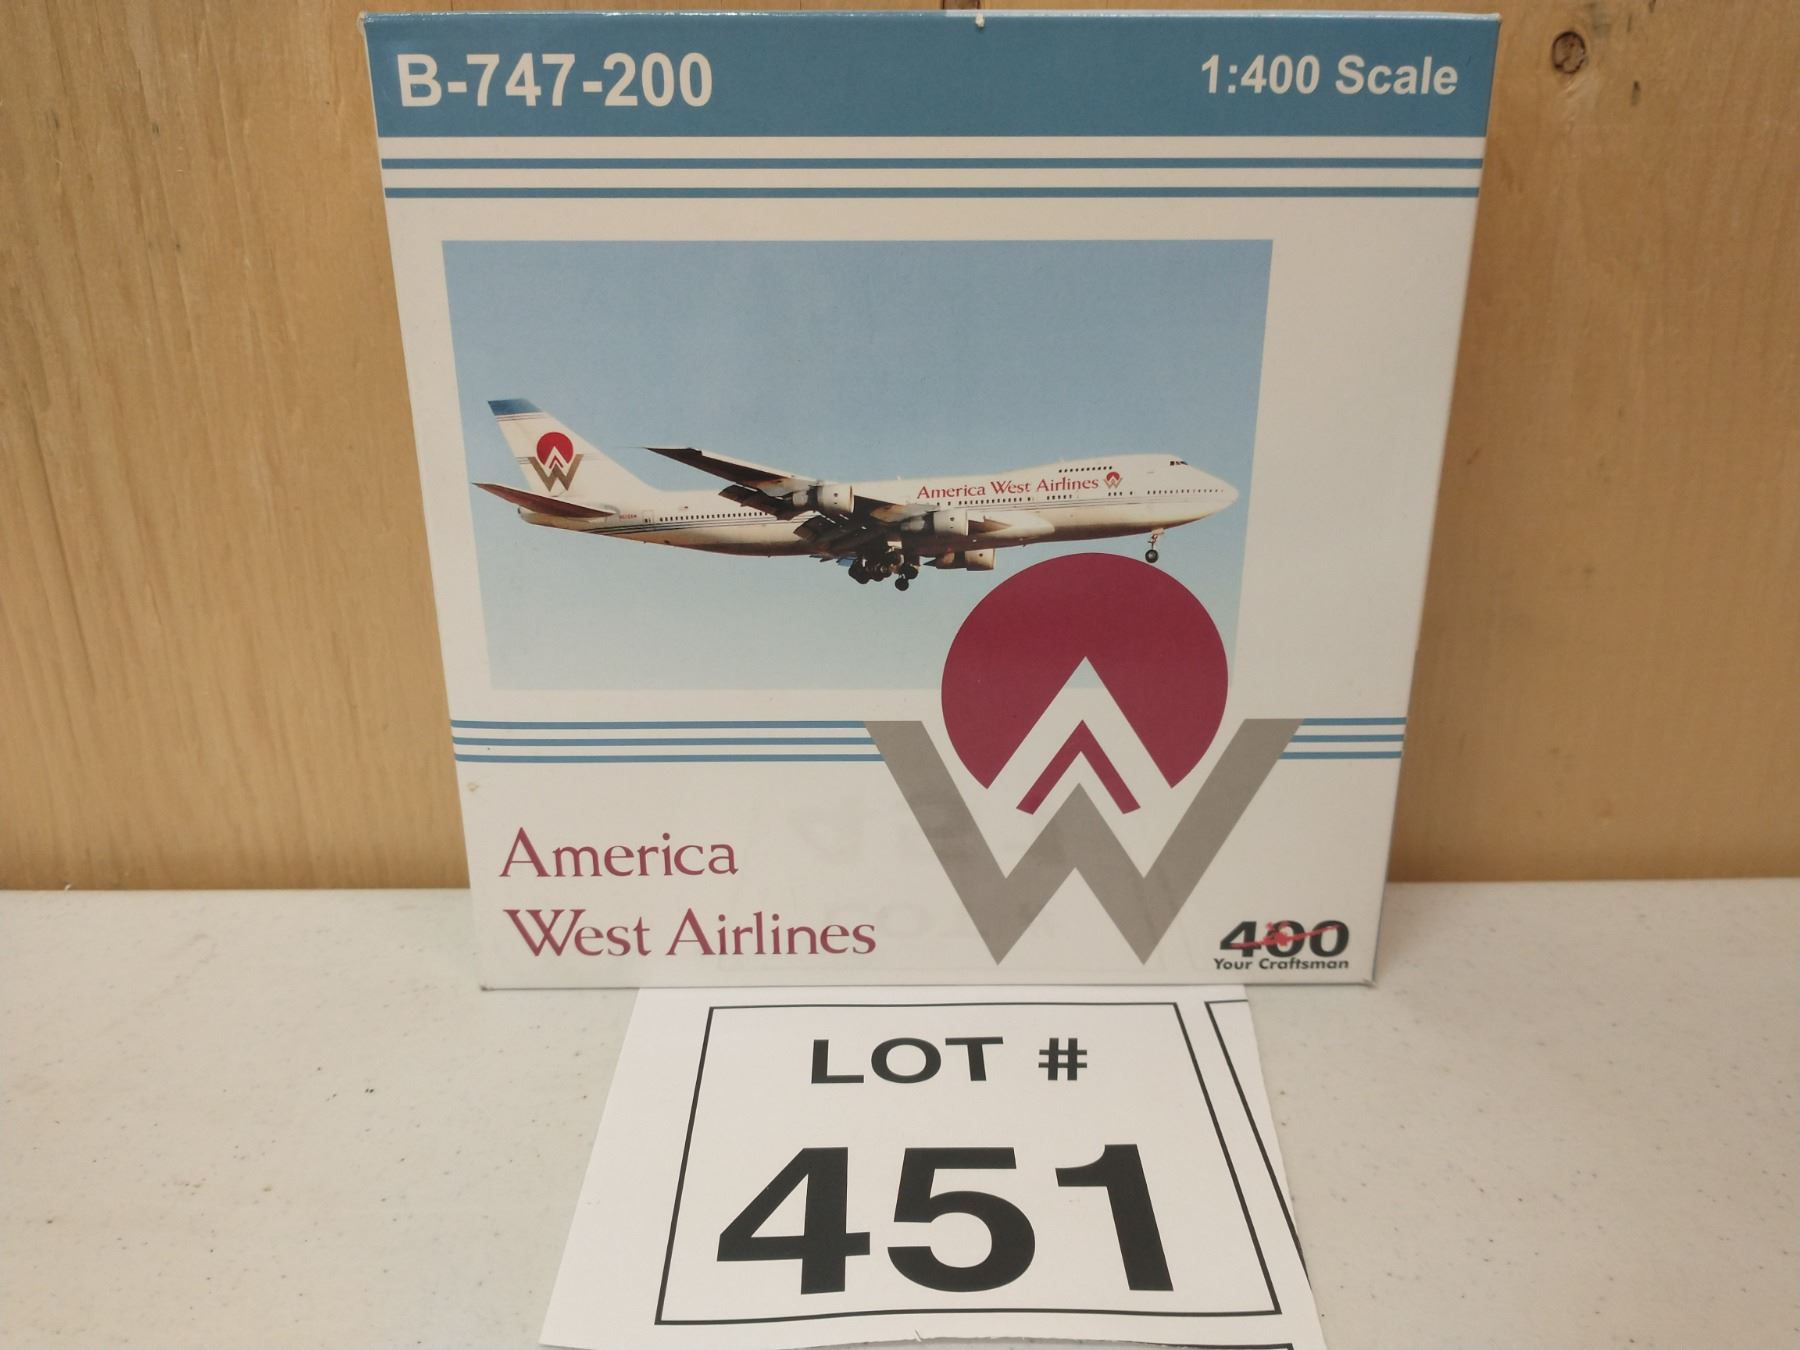 B-747-200
1:400 Scale
America West Airlines
America
West Airlines
400
Your Craftsman
LOT #
451